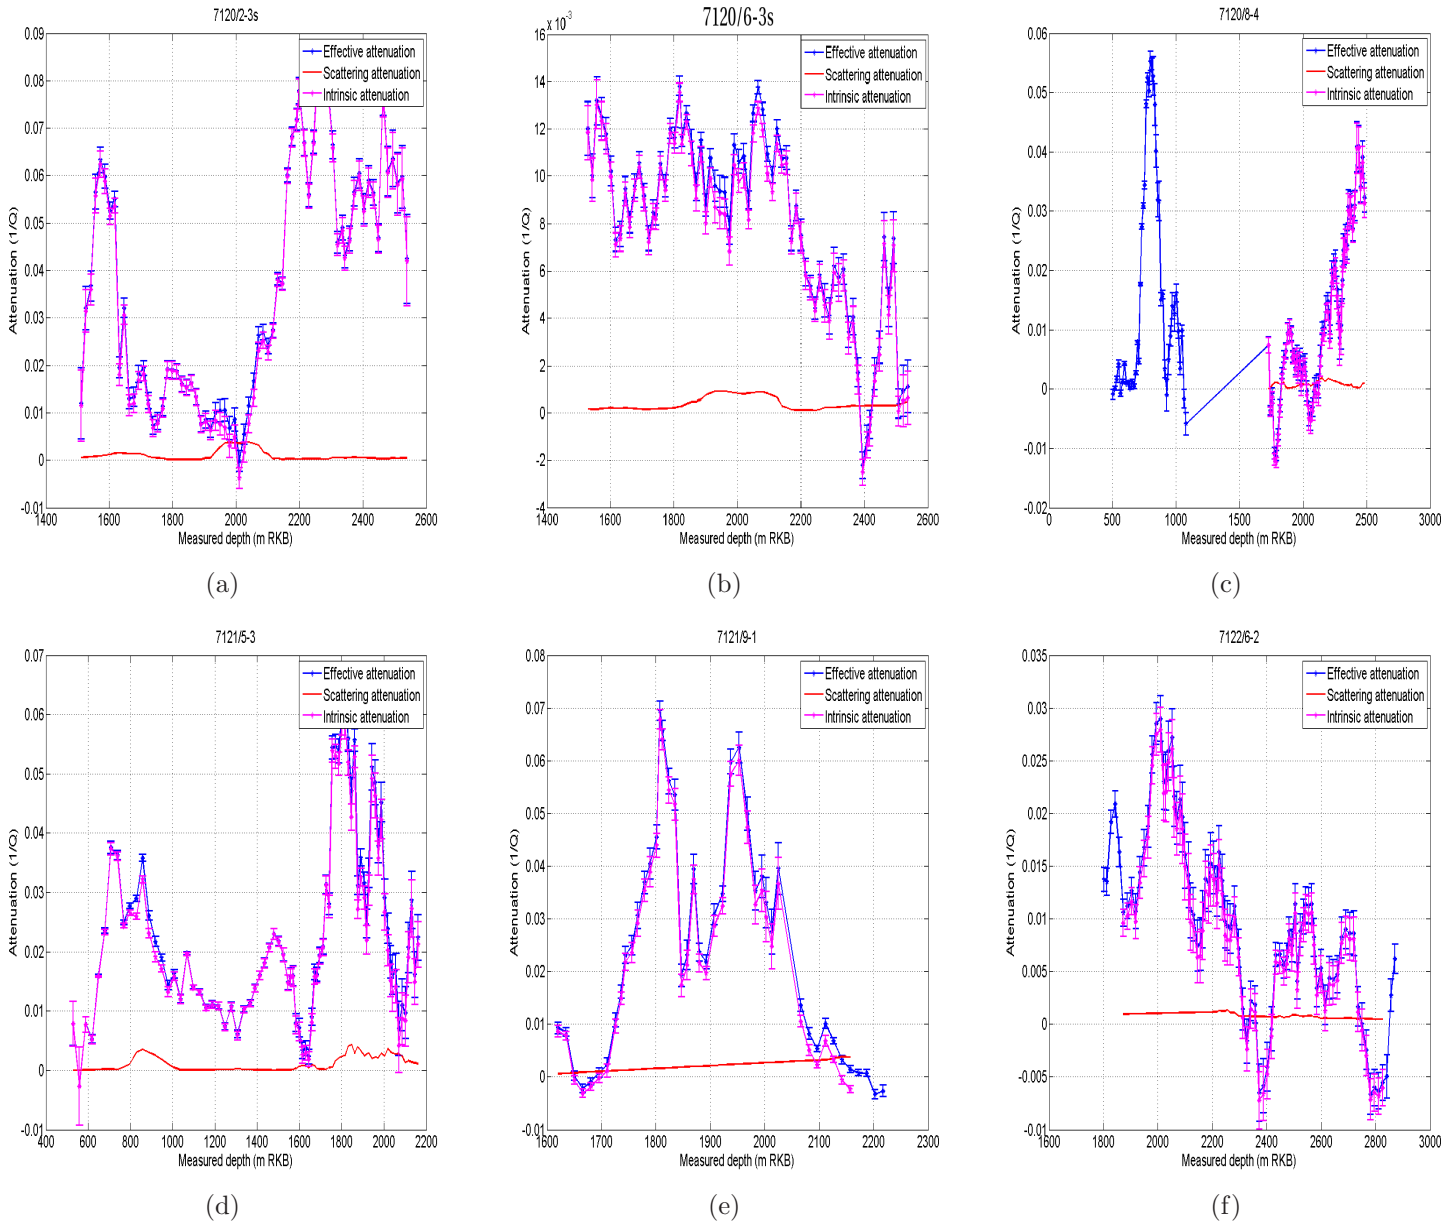 7120/2-3s
0.09
0.08
0.07
0.06
0.05
0.04
0.03
0.02
0.01
0
-0.01
Attenuation (1/Q)
Effective attenuation
Scattering attenuation
Intrinsic attenuation
1400 1600 1800 2000 2200 2400 2600
Measured depth (m RKB)
(a)
7120/6-3s
x 10⁻³
16
14
12
10
8
6
4
2
0
-2
-4
Attenuation (1/Q)
Effective attenuation
Scattering attenuation
Intrinsic attenuation
1400 1600 1800 2000 2200 2400 2600
Measured depth (m RKB)
(b)
7120/8-4
0.06
0.05
0.04
0.03
0.02
0.01
0
-0.01
-0.02
Attenuation (1/Q)
Effective attenuation
Scattering attenuation
Intrinsic attenuation
0 500 1000 1500 2000 2500 3000
Measured depth (m RKB)
(c)
7121/5-3
0.07
0.06
0.05
0.04
0.03
0.02
0.01
0
-0.01
Attenuation (1/Q)
Effective attenuation
Scattering attenuation
Intrinsic attenuation
400 600 800 1000 1200 1400 1600 1800 2000 2200
Measured depth (m RKB)
(d)
7121/9-1
0.08
0.07
0.06
0.05
0.04
0.03
0.02
0.01
0
-0.01
Attenuation (1/Q)
Effective attenuation
Scattering attenuation
Intrinsic attenuation
1600 1700 1800 1900 2000 2100 2200 2300
Measured depth (m RKB)
(e)
7122/6-2
0.035
0.03
0.025
0.02
0.015
0.01
0.005
0
-0.005
-0.01
Attenuation (1/Q)
Effective attenuation
Scattering attenuation
Intrinsic attenuation
1600 1800 2000 2200 2400 2600 2800 3000
Measured depth (m RKB)
(f)